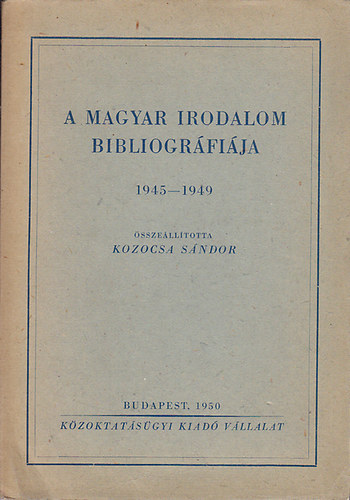 A MAGYAR IRODALOM
BIBLIOGRÁFIÁJA
1945—1949
ÖSSZEÁLLÍTOTTA
KOZOCSA SÁNDOR
BUDAPEST, 1950
KÖZOKTATÁSÜGYI KIADÓ VÁLLALAT